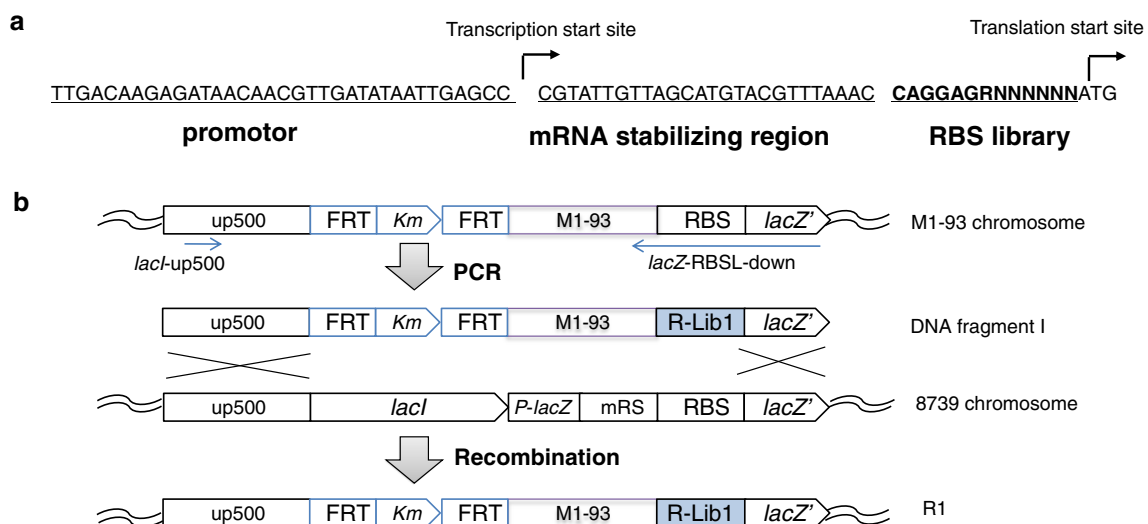 a
Transcription start site
Translation start site
TTGACAAGAGATAACAACGTTGATATAATTGAGCC CGTATTGTTAGCATGTACGTTTAAAC CAGGAGRNNNNNNATG
promotor
mRNA stabilizing region
RBS library
b
up500 FRT Km FRT M1-93 RBS lacZ' M1-93 chromosome
lacI-up500
lacZ-RBSL-down
PCR
up500 FRT Km FRT M1-93 R-Lib1 lacZ' DNA fragment I
up500 lacI P-lacZ mRS RBS lacZ' 8739 chromosome
Recombination
up500 FRT Km FRT M1-93 R-Lib1 lacZ' R1